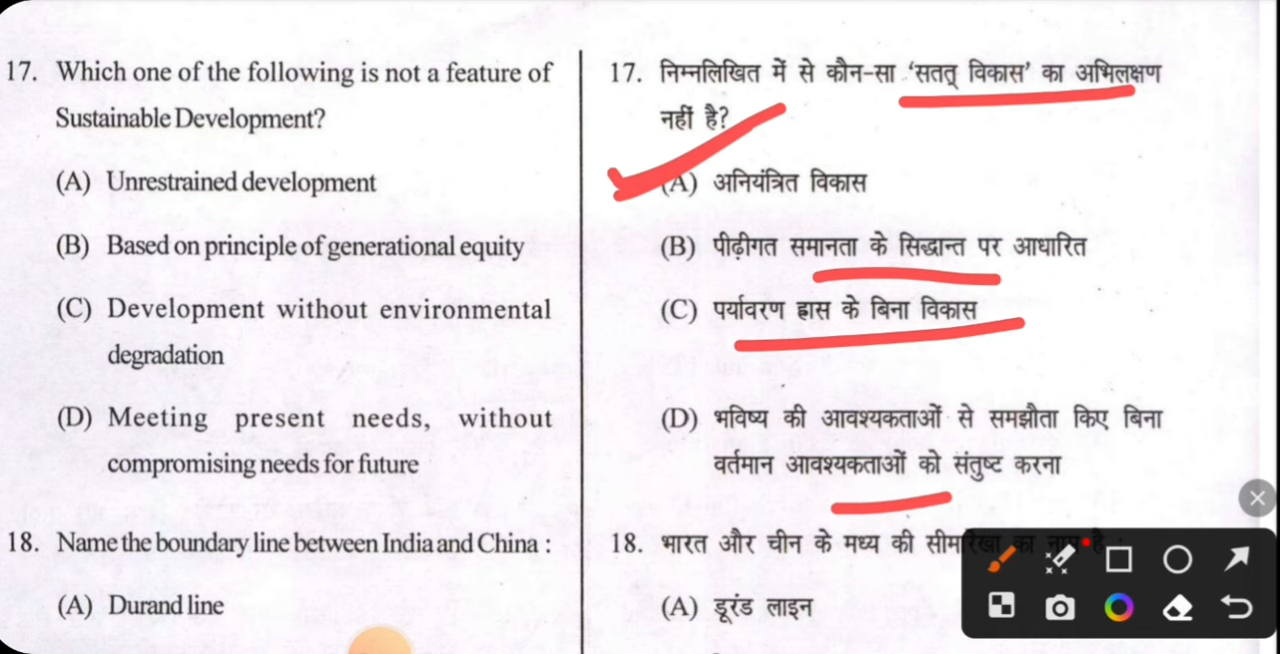 17. Which one of the following is not a feature of
Sustainable Development?
(A) Unrestrained development
(B) Based on principle of generational equity
(C) Development without environmental
degradation
(D) Meeting present needs, without
compromising needs for future
18. Name the boundary line between India and China :
(A) Durand line
17. निम्नलिखित में से कौन-सा 'सतत् विकास' का अभिलक्षण
नहीं है?
(A) अनियंत्रित विकास
(B) पीढ़ीगत समानता के सिद्धान्त पर आधारित
(C) पर्यावरण ह्रास के बिना विकास
(D) भविष्य की आवश्यकताओं से समझौता किए बिना
वर्तमान आवश्यकताओं को संतुष्ट करना
18. भारत और चीन के मध्य की सीमारेखा का नाम है :
(A) डूरंड लाइन